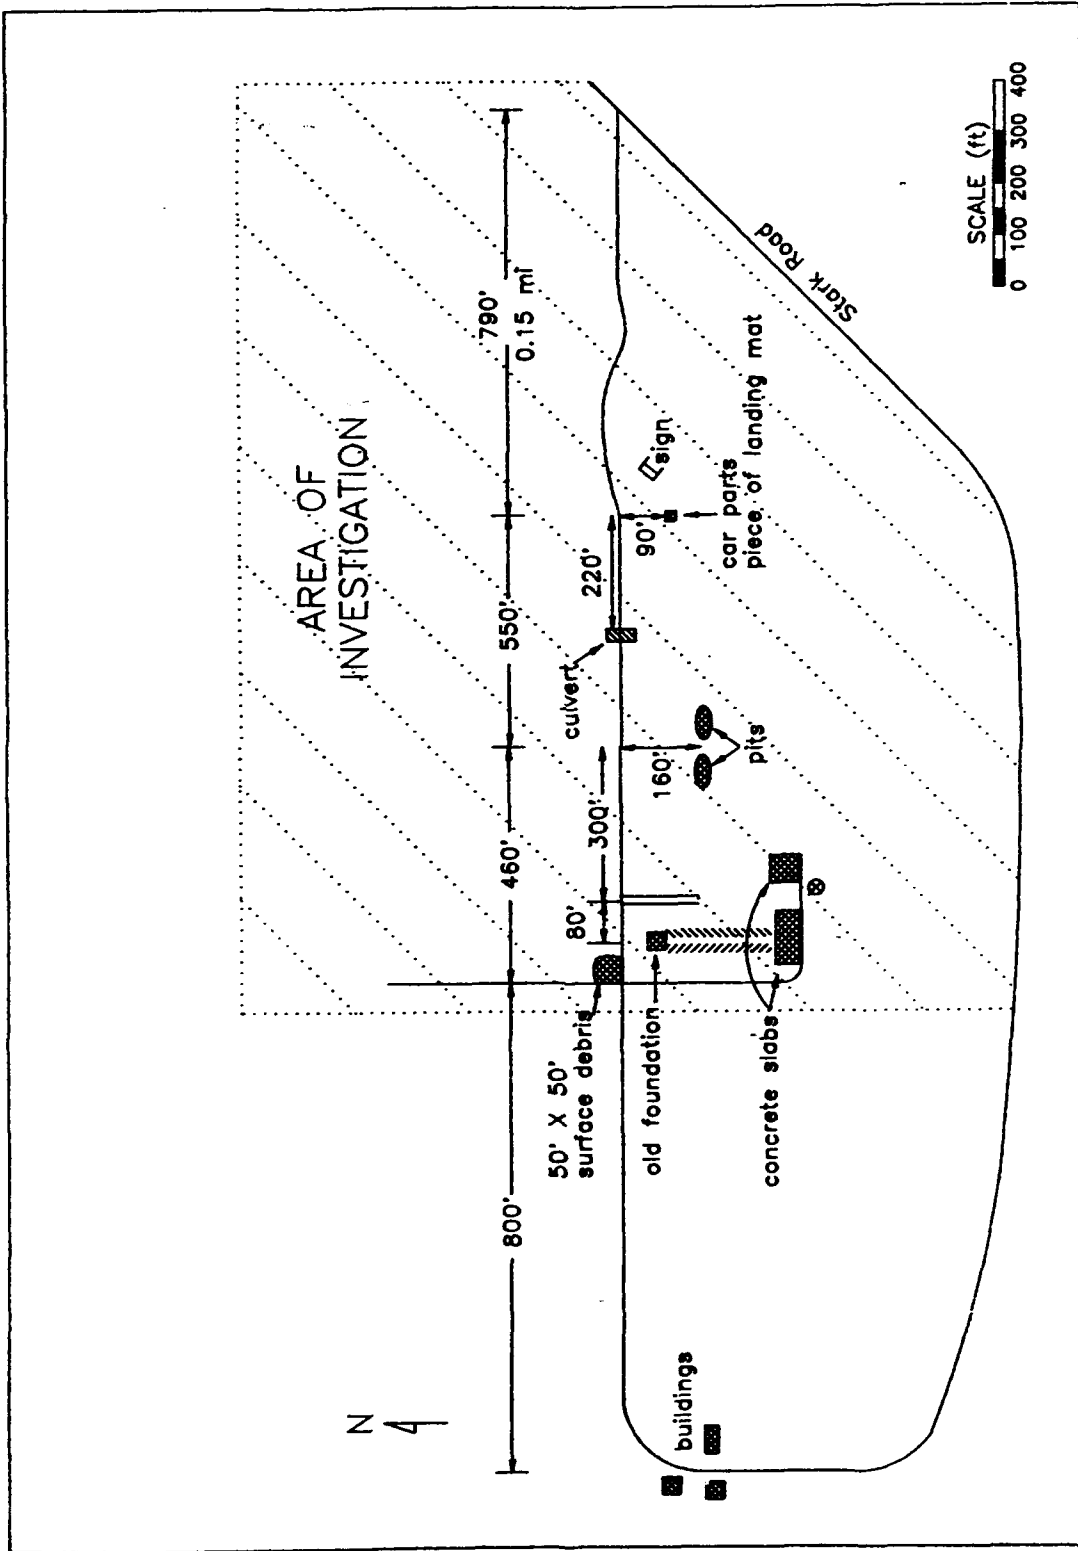 AREA OF
INVESTIGATION
790'
0.15 mi
550'
460'
800'
220'
90'
culvert
sign
car parts
piece of landing mat
Stark Road
300'
160'
pits
80'
50' X 50'
surface debris
old foundation
concrete slabs
buildings
N
SCALE (ft)
0 100 200 300 400